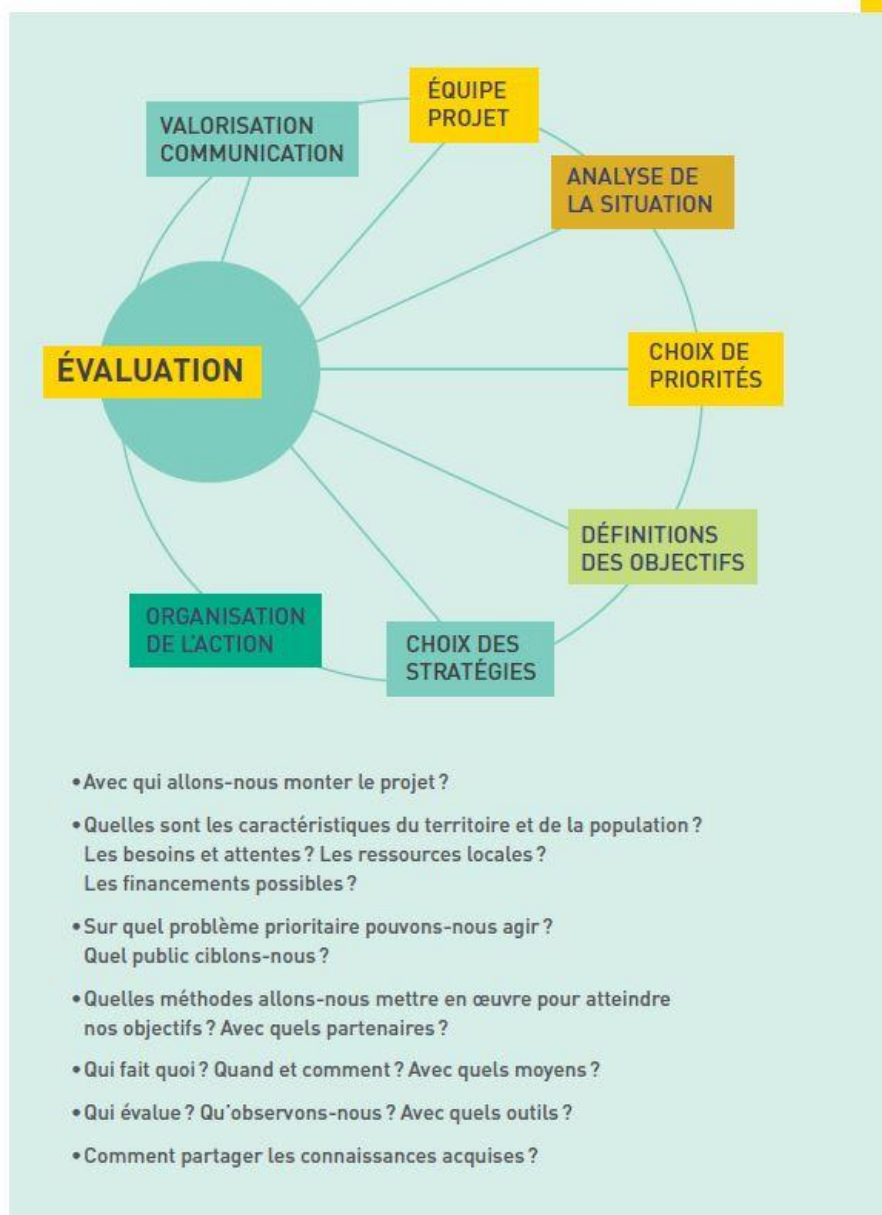 ÉQUIPE
PROJET
VALORISATION
COMMUNICATION
ANALYSE DE
LA SITUATION
ÉVALUATION
CHOIX DE
PRIORITÉS
DÉFINITIONS
DES OBJECTIFS
ORGANISATION
DE L'ACTION
CHOIX DES
STRATÉGIES
• Avec qui allons-nous monter le projet ?
• Quelles sont les caractéristiques du territoire et de la population ?
Les besoins et attentes ? Les ressources locales ?
Les financements possibles ?
• Sur quel problème prioritaire pouvons-nous agir ?
Quel public ciblons-nous ?
• Quelles méthodes allons-nous mettre en œuvre pour atteindre
nos objectifs ? Avec quels partenaires ?
• Qui fait quoi ? Quand et comment ? Avec quels moyens ?
• Qui évalue ? Qu'observons-nous ? Avec quels outils ?
• Comment partager les connaissances acquises ?